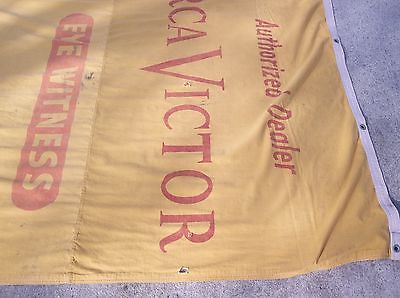 Authorized Dealer
RCA VICTOR
EYE WITNESS